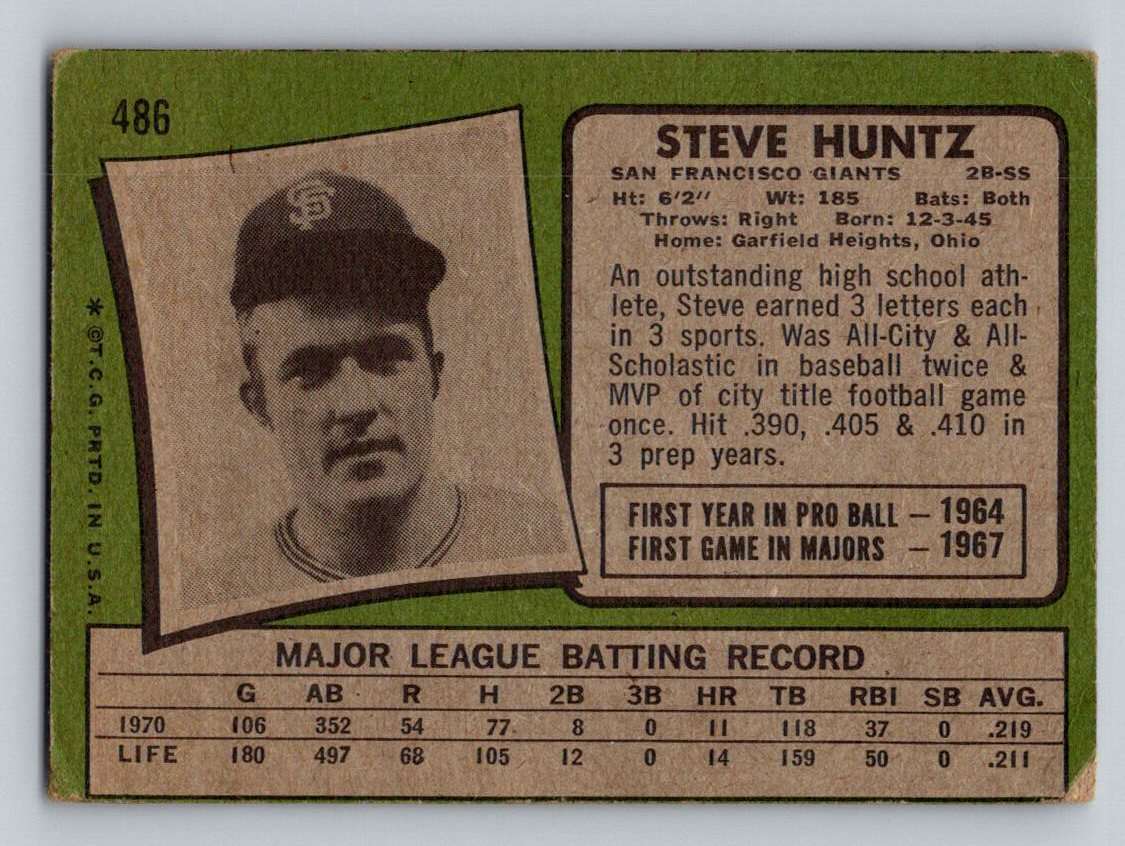 486
SF
STEVE HUNTZ
SAN FRANCISCO GIANTS 2B-SS
Ht: 6'2" Wt: 185 Bats: Both
Throws: Right Born: 12-3-45
Home: Garfield Heights, Ohio
An outstanding high school ath-
lete, Steve earned 3 letters each
in 3 sports. Was All-City & All-
Scholastic in baseball twice &
MVP of city title football game
once. Hit .390, .405 & .410 in
3 prep years.
FIRST YEAR IN PRO BALL — 1964
FIRST GAME IN MAJORS — 1967
* ©T.C.G. PRTD. IN U.S.A.
MAJOR LEAGUE BATTING RECORD
G AB R H 2B 3B HR TB RBI SB AVG.
1970 106 352 54 77 8 0 11 118 37 0 .219
LIFE 180 497 68 105 12 0 14 159 50 0 .211